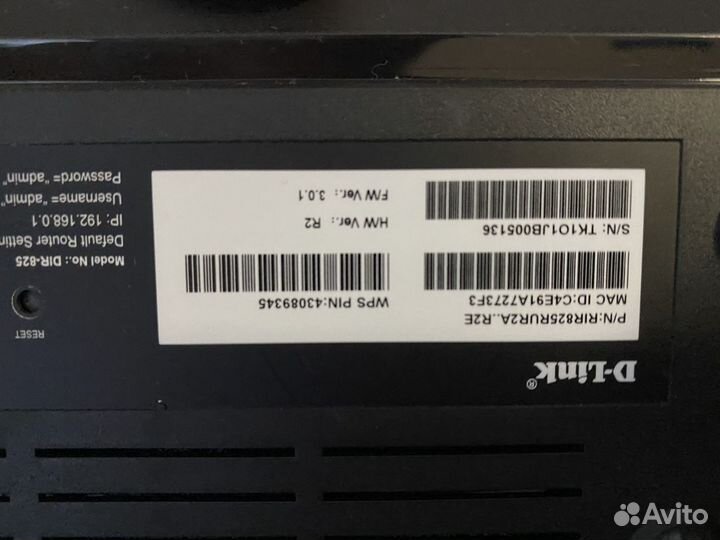 D-Link®
P/N:RIR825RUR2A..R2E
MAC ID:C4E91A7273F3
WPS PIN:43089345
S/N: TK1O1JB005136
H/W Ver.: R2
F/W Ver.: 3.0.1
RESET
Model No.: DIR-825
Default Router Settin
IP: 192.168.0.1
Username="admin"
Password="admin"
Avito